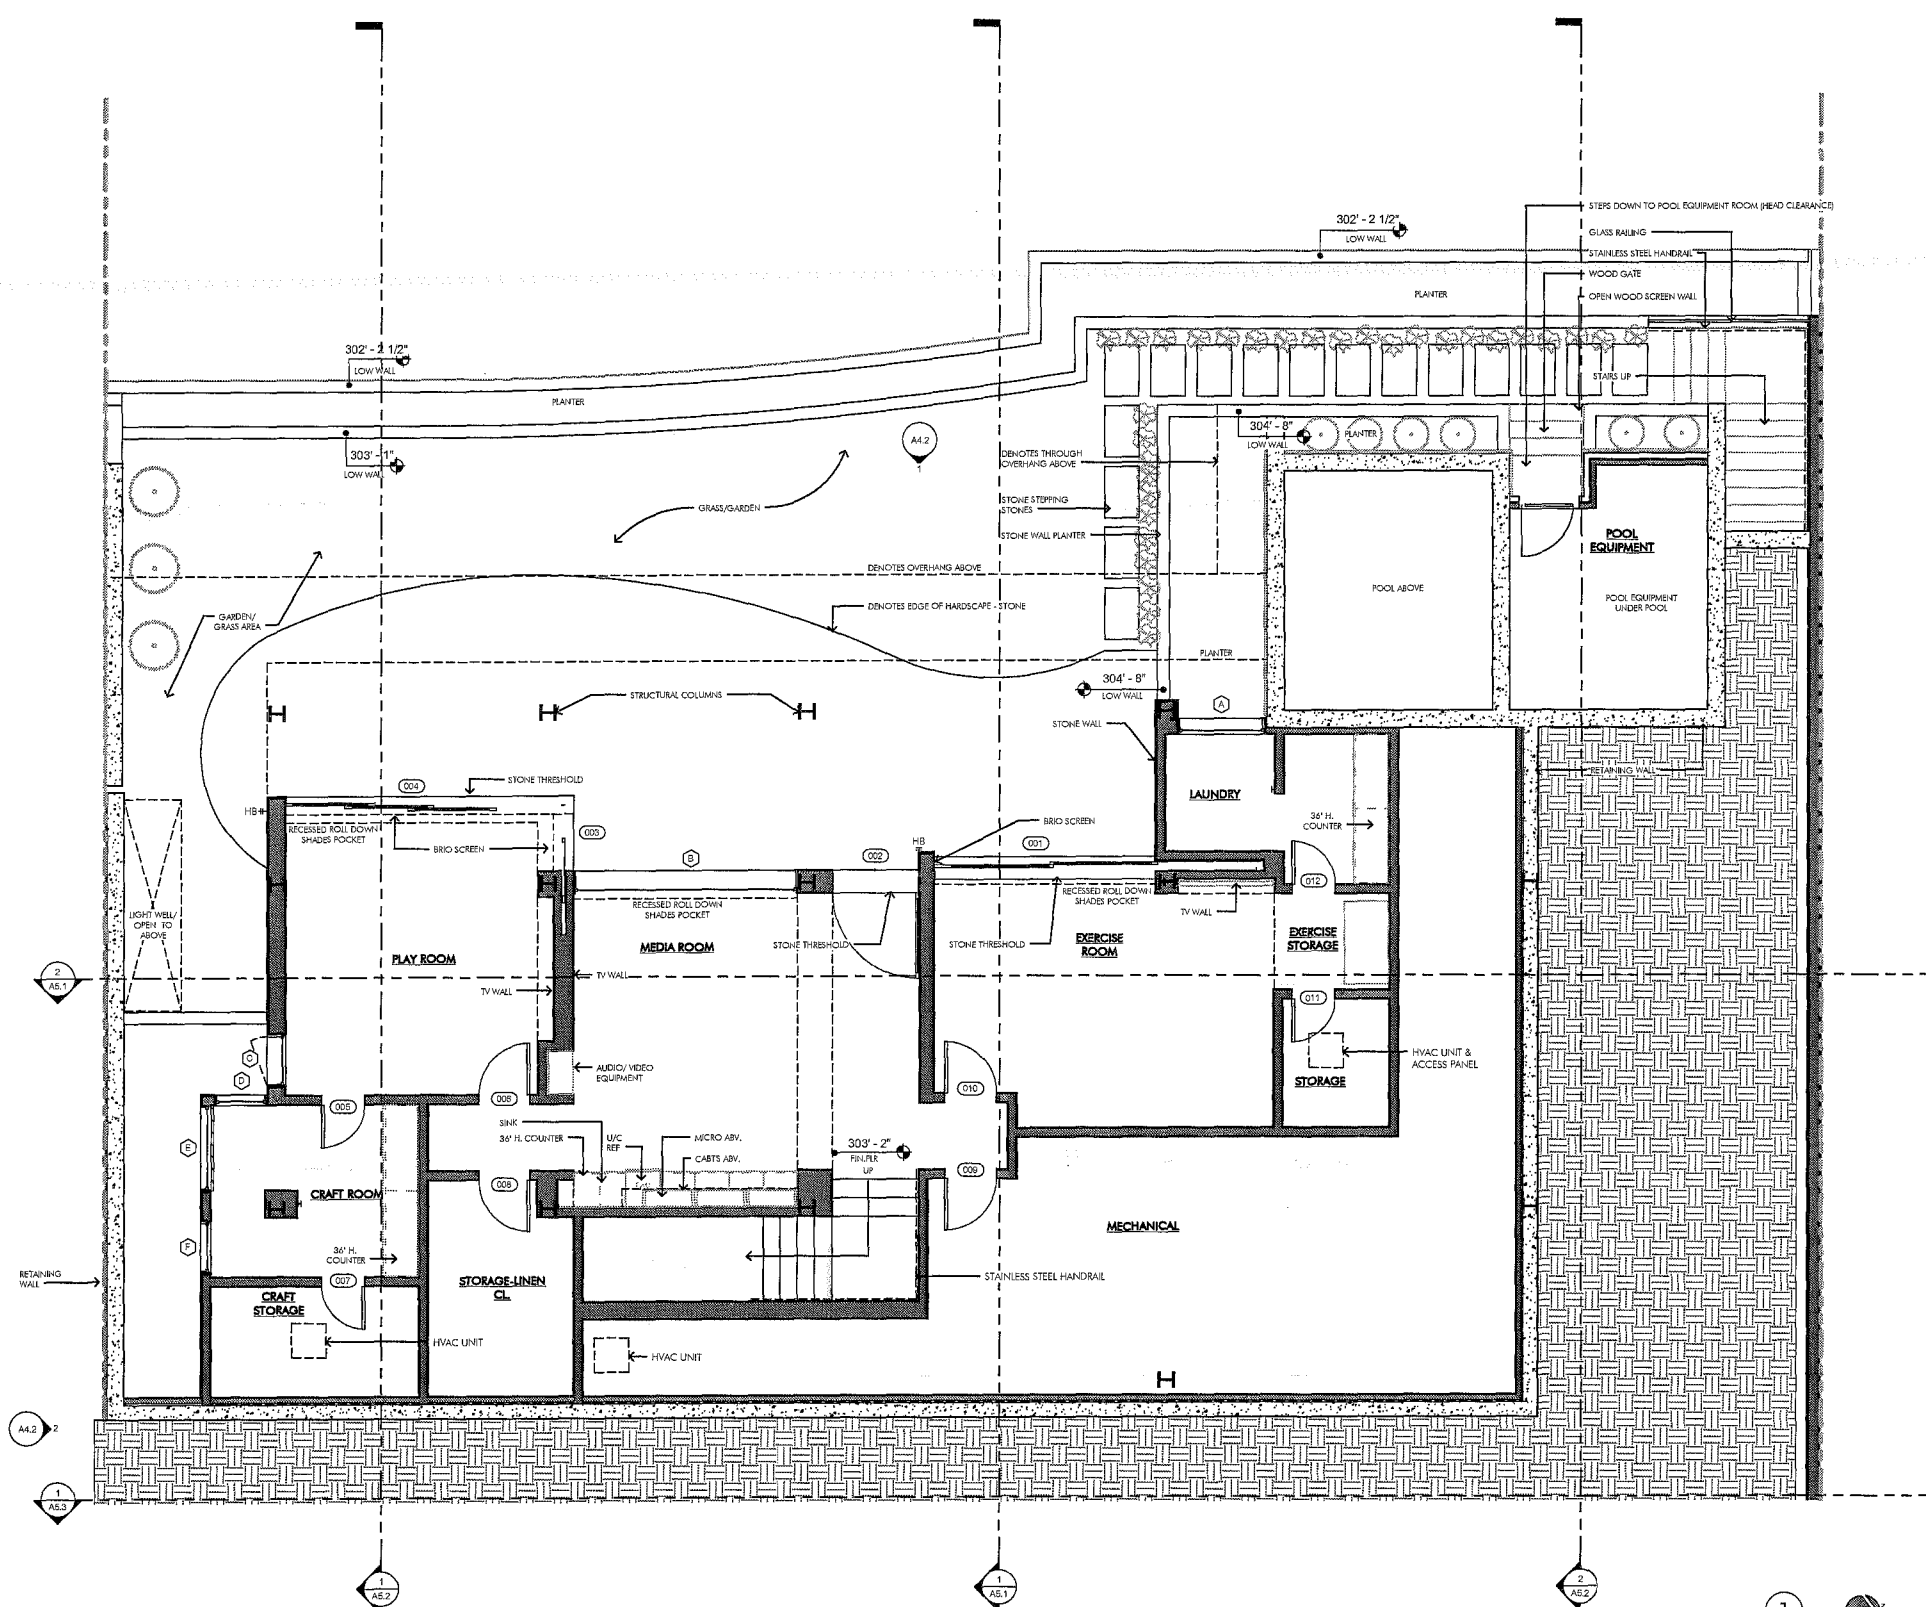 STEPS DOWN TO POOL EQUIPMENT ROOM (HEAD CLEARANCE)
302' - 2 1/2"
LOW WALL
GLASS RAILING
STAINLESS STEEL HANDRAIL
WOOD GATE
OPEN WOOD SCREEN WALL
PLANTER
302' - 2 1/2"
LOW WALL
STAIRS UP
PLANTER
303' - 1"
LOW WALL
A4.2
1
304' - 8"
LOW WALL
PLANTER
DENOTES THROUGH
OVERHANG ABOVE
STONE STEPPING
STONES
GRASS/GARDEN
STONE WALL PLANTER
POOL
EQUIPMENT
DENOTES OVERHANG ABOVE
POOL ABOVE
POOL EQUIPMENT
UNDER POOL
DENOTES EDGE OF HARDSCAPE - STONE
GARDEN/
GRASS AREA
PLANTER
304' - 8"
LOW WALL
STRUCTURAL COLUMNS
A
STONE WALL
RETAINING WALL
STONE THRESHOLD
004
LAUNDRY
HB
RECESSED ROLL DOWN
SHADES POCKET
BRIO SCREEN
003
BRIO SCREEN
36" H.
COUNTER
HB
001
B
002
012
RECESSED ROLL DOWN
SHADES POCKET
RECESSED ROLL DOWN
SHADES POCKET
TV WALL
LIGHT WELL/
OPEN TO
ABOVE
MEDIA ROOM
STONE THRESHOLD
STONE THRESHOLD
EXERCISE
ROOM
EXERCISE
STORAGE
PLAY ROOM
2
A5.1
TV WALL
TV WALL
011
C
D
AUDIO/ VIDEO
EQUIPMENT
HVAC UNIT &
ACCESS PANEL
STORAGE
005
006
010
SINK
36" H. COUNTER
U/C
REF
MICRO ABV.
CABTS ABV.
303' - 2"
FIN.FLR
UP
E
008
009
CRAFT ROOM
MECHANICAL
F
36" H.
COUNTER
RETAINING
WALL
007
STORAGE-LINEN
CL.
STAINLESS STEEL HANDRAIL
CRAFT
STORAGE
HVAC UNIT
HVAC UNIT
A4.2
2
1
A5.3
1
A5.2
1
A5.1
2
A5.2
1